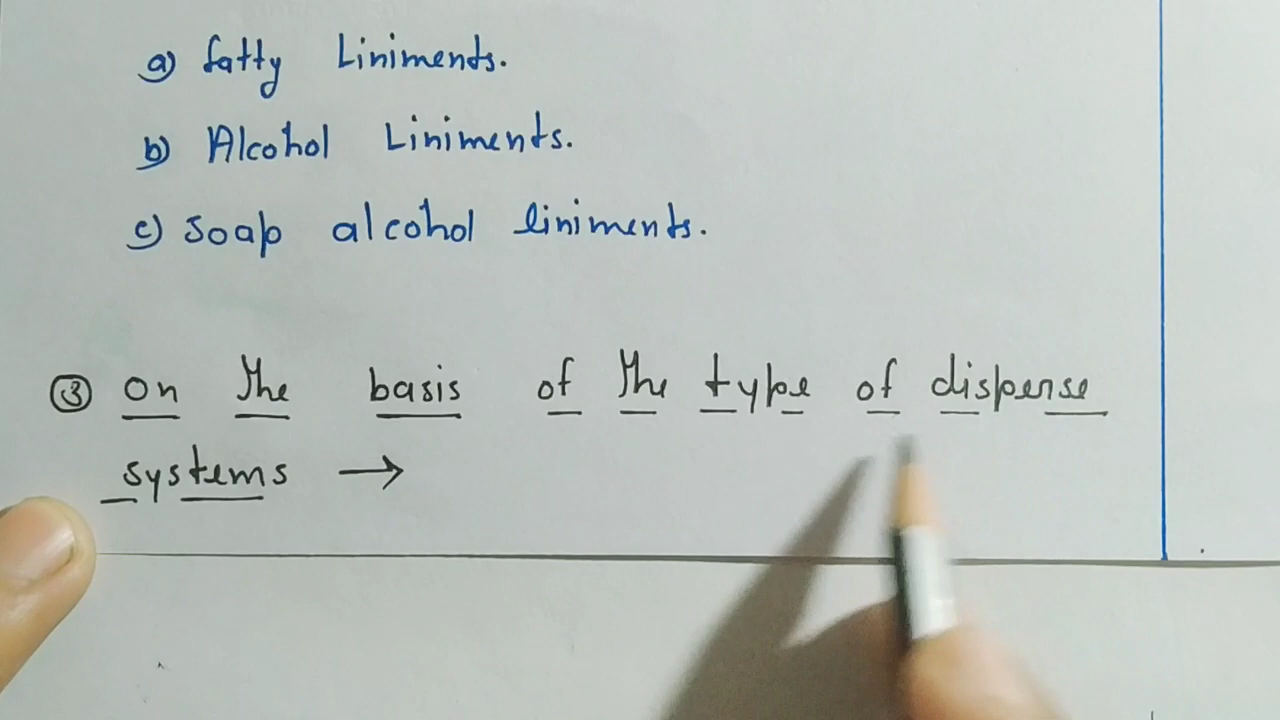 a) fatty Liniments.
b) Alcohol Liniments.
c) Soap alcohol liniments.
③ On the basis of the type of disperse
systems →